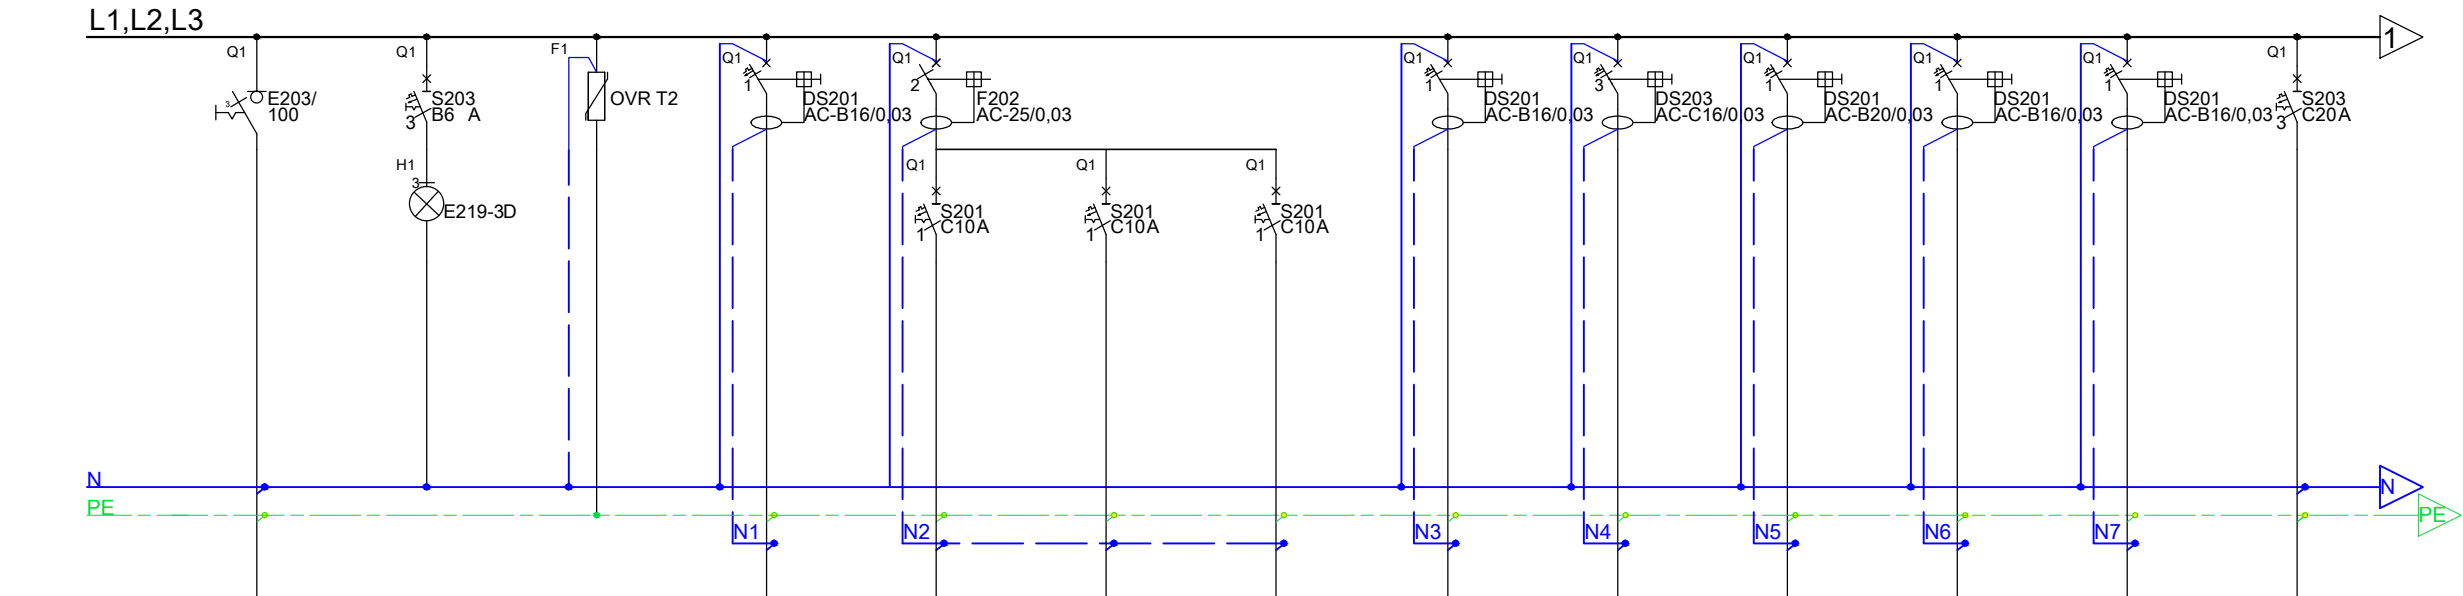 L1,L2,L3
1
Q1
Q1
F1
Q1
Q1
Q1
Q1
Q1
Q1
Q1
Q1
3
E203/
100
S203
B6 A
3
OVR T2
1
DS201
AC-B16/0,03
2
F202
AC-25/0,03
1
DS201
AC-B16/0,03
3
DS203
AC-C16/0,03
1
DS201
AC-B20/0,03
1
DS201
AC-B16/0,03
1
DS201
AC-B16/0,03
3
S203
C20A
H1
3
E219-3D
Q1
Q1
Q1
S201
C10A
1
S201
C10A
1
S201
C10A
1
N
N
PE
PE
N1
N2
N3
N4
N5
N6
N7